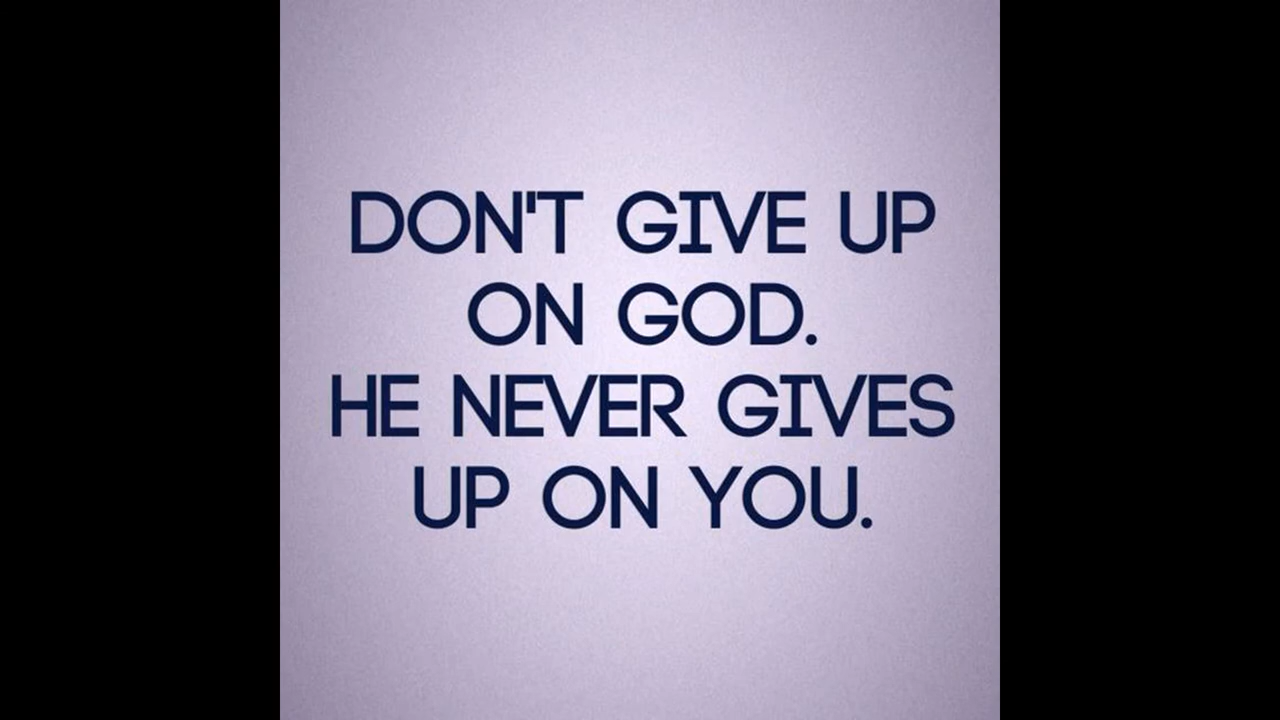 DON'T GIVE UP
ON GOD.
HE NEVER GIVES
UP ON YOU.